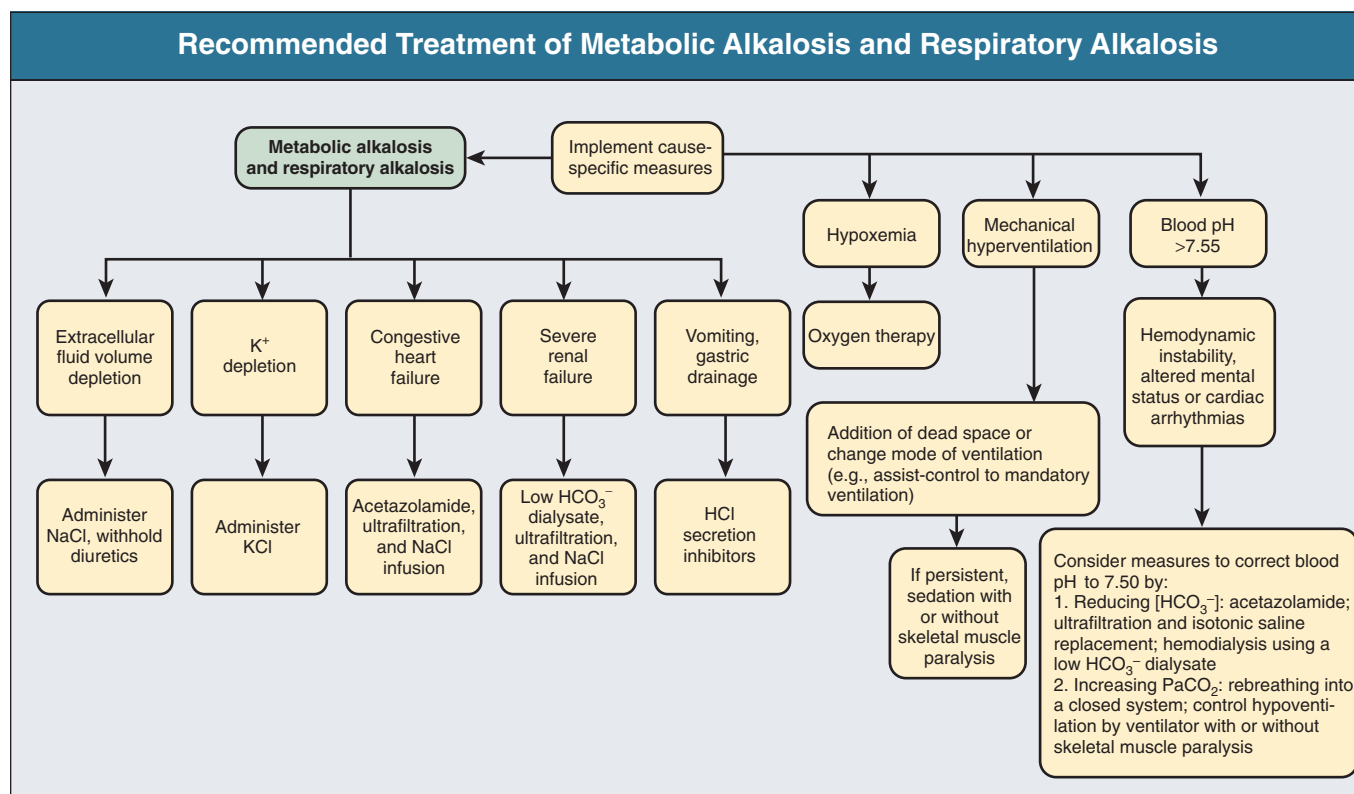 Recommended Treatment of Metabolic Alkalosis and Respiratory Alkalosis
Metabolic alkalosis
and respiratory alkalosis
Implement cause-
specific measures
Hypoxemia
Mechanical
hyperventilation
Blood pH
>7.55
Extracellular
fluid volume
depletion
K⁺
depletion
Congestive
heart
failure
Severe
renal
failure
Vomiting,
gastric
drainage
Oxygen therapy
Hemodynamic
instability,
altered mental
status or cardiac
arrhythmias
Addition of dead space or
change mode of ventilation
(e.g., assist-control to mandatory
ventilation)
Administer
NaCl, withhold
diuretics
Administer
KCl
Acetazolamide,
ultrafiltration,
and NaCl
infusion
Low HCO₃⁻
dialysate,
ultrafiltration,
and NaCl
infusion
HCl
secretion
inhibitors
If persistent,
sedation with
or without
skeletal muscle
paralysis
Consider measures to correct blood
pH to 7.50 by:
1. Reducing [HCO₃⁻]: acetazolamide;
ultrafiltration and isotonic saline
replacement; hemodialysis using a
low HCO₃⁻ dialysate
2. Increasing PaCO₂: rebreathing into
a closed system; control hypoventi-
lation by ventilator with or without
skeletal muscle paralysis